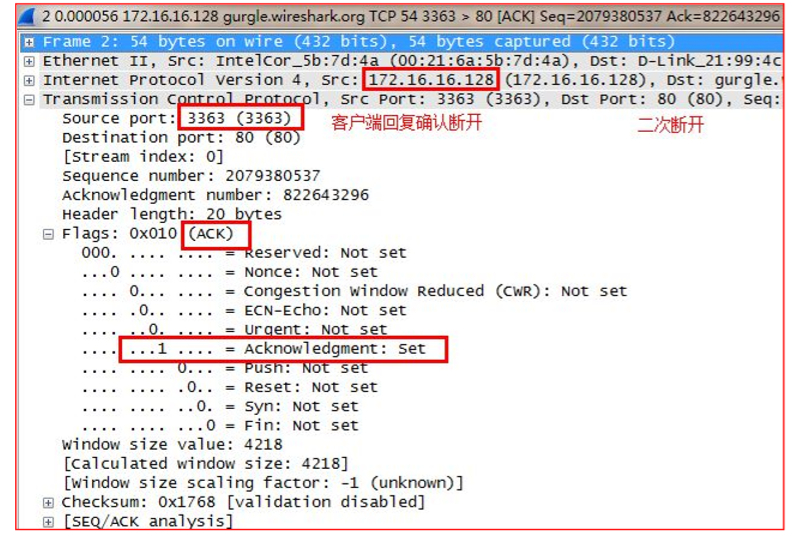 2 0.000056 172.16.16.128 gurgle.wireshark.org TCP 54 3363 > 80 [ACK] Seq=2079380537 Ack=822643296
Frame 2: 54 bytes on wire (432 bits), 54 bytes captured (432 bits)
Ethernet II, Src: IntelCor_5b:7d:4a (00:21:6a:5b:7d:4a), Dst: D-Link_21:99:4c
Internet Protocol Version 4, Src: 172.16.16.128 (172.16.16.128), Dst: gurgle.
Transmission Control Protocol, Src Port: 3363 (3363), Dst Port: 80 (80), Seq:
Source port: 3363 (3363) 客户端回复确认断开 二次断开
Destination port: 80 (80)
[Stream index: 0]
Sequence number: 2079380537
Acknowledgment number: 822643296
Header length: 20 bytes
Flags: 0x010 (ACK)
000. .... .... = Reserved: Not set
...0 .... .... = Nonce: Not set
.... 0... .... = Congestion Window Reduced (CWR): Not set
.... .0.. .... = ECN-Echo: Not set
.... ..0. .... = Urgent: Not set
.... ...1 .... = Acknowledgment: Set
.... .... 0... = Push: Not set
.... .... .0.. = Reset: Not set
.... .... ..0. = Syn: Not set
.... .... ...0 = Fin: Not set
Window size value: 4218
[Calculated window size: 4218]
[Window size scaling factor: -1 (unknown)]
Checksum: 0x1768 [validation disabled]
[SEQ/ACK analysis]